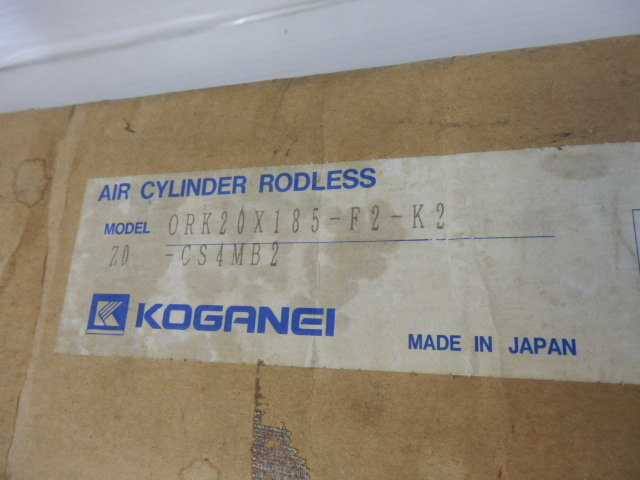 AIR CYLINDER RODLESS
MODEL ORK20X185-F2-K2
Z0 -CS4MB2
KOGANEI
MADE IN JAPAN